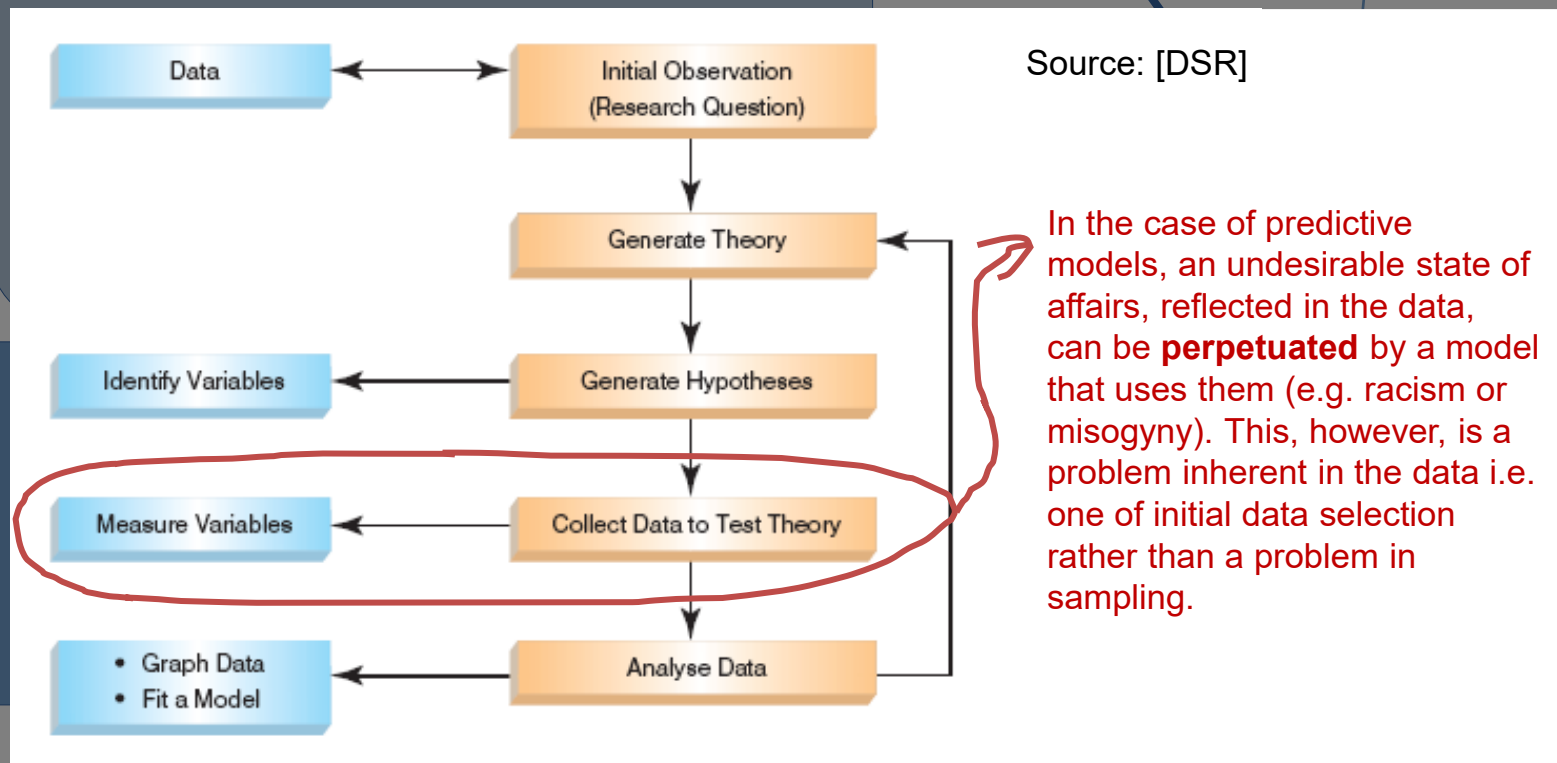 Data
Initial Observation
(Research Question)
Source: [DSR]
Generate Theory
Identify Variables
Generate Hypotheses
Measure Variables
Collect Data to Test Theory
• Graph Data
• Fit a Model
Analyse Data
In the case of predictive
models, an undesirable state of
affairs, reflected in the data,
can be perpetuated by a model
that uses them (e.g. racism or
misogyny). This, however, is a
problem inherent in the data i.e.
one of initial data selection
rather than a problem in
sampling.